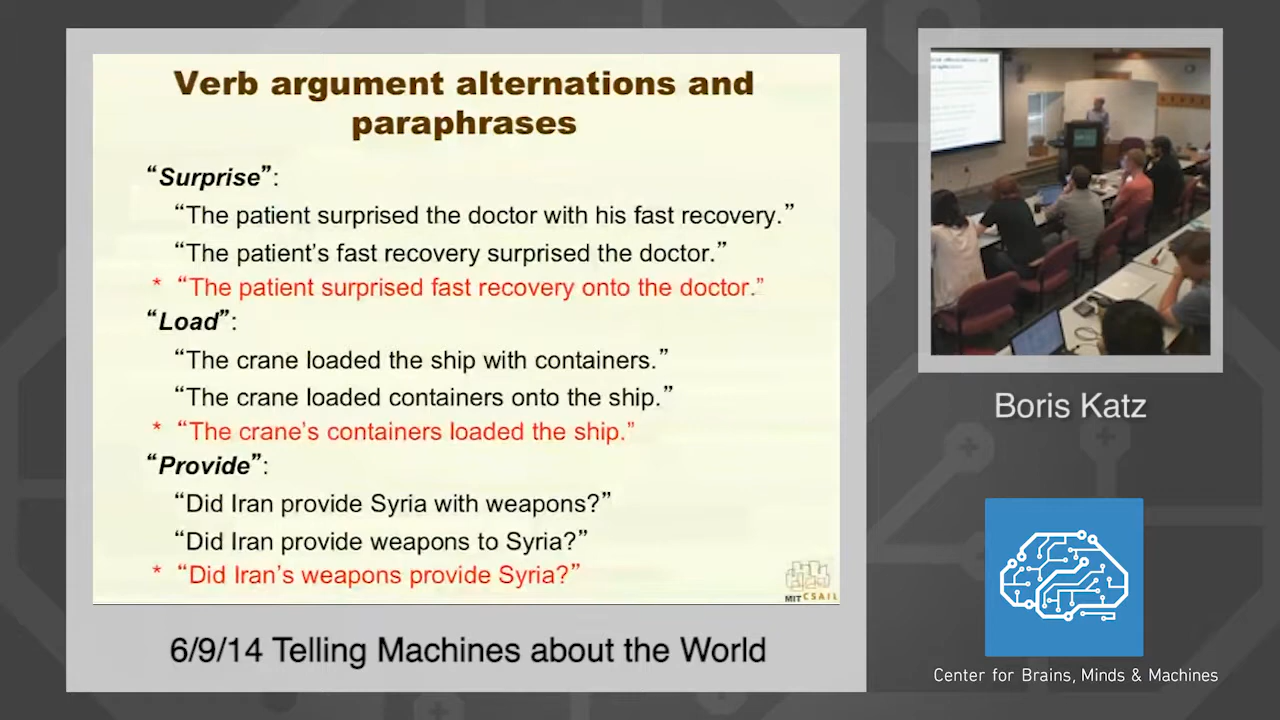 Verb argument alternations and
paraphrases
“Surprise”:
“The patient surprised the doctor with his fast recovery.”
“The patient’s fast recovery surprised the doctor.”
* “The patient surprised fast recovery onto the doctor.”
“Load”:
“The crane loaded the ship with containers.”
“The crane loaded containers onto the ship.”
* “The crane’s containers loaded the ship.”
“Provide”:
“Did Iran provide Syria with weapons?”
“Did Iran provide weapons to Syria?”
* “Did Iran’s weapons provide Syria?”
MIT CSAIL
6/9/14 Telling Machines about the World
Boris Katz
Center for Brains, Minds & Machines